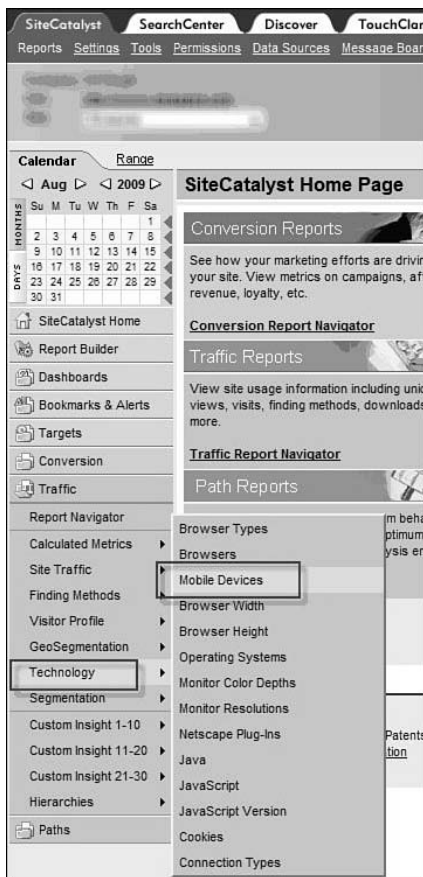 SiteCatalyst SearchCenter Discover TouchClar
Reports Settings Tools Permissions Data Sources Message Boar
Calendar Range
Aug 2009
MONTHS
DAYS
Su M Tu W Th F Sa
1
2 3 4 5 6 7 8
9 10 11 12 13 14 15
16 17 18 19 20 21 22
23 24 25 26 27 28 29
30 31
SiteCatalyst Home
Report Builder
Dashboards
Bookmarks & Alerts
Targets
Conversion
Traffic
Report Navigator
Calculated Metrics
Site Traffic
Finding Methods
Visitor Profile
GeoSegmentation
Technology
Segmentation
Custom Insight 1-10
Custom Insight 11-20
Custom Insight 21-30
Hierarchies
Paths
SiteCatalyst Home Page
Conversion Reports
See how your marketing efforts are drivin
your site. View metrics on campaigns, af
revenue, loyalty, etc.
Conversion Report Navigator
Traffic Reports
View site usage information including uni
views, visits, finding methods, downloads
more.
Traffic Report Navigator
Path Reports
m beha
ptimum
ysis en
Browser Types
Browsers
Mobile Devices
Browser Width
Browser Height
Operating Systems
Monitor Color Depths
Monitor Resolutions
Netscape Plug-Ins
Java
JavaScript
JavaScript Version
Cookies
Connection Types
Patents
tion